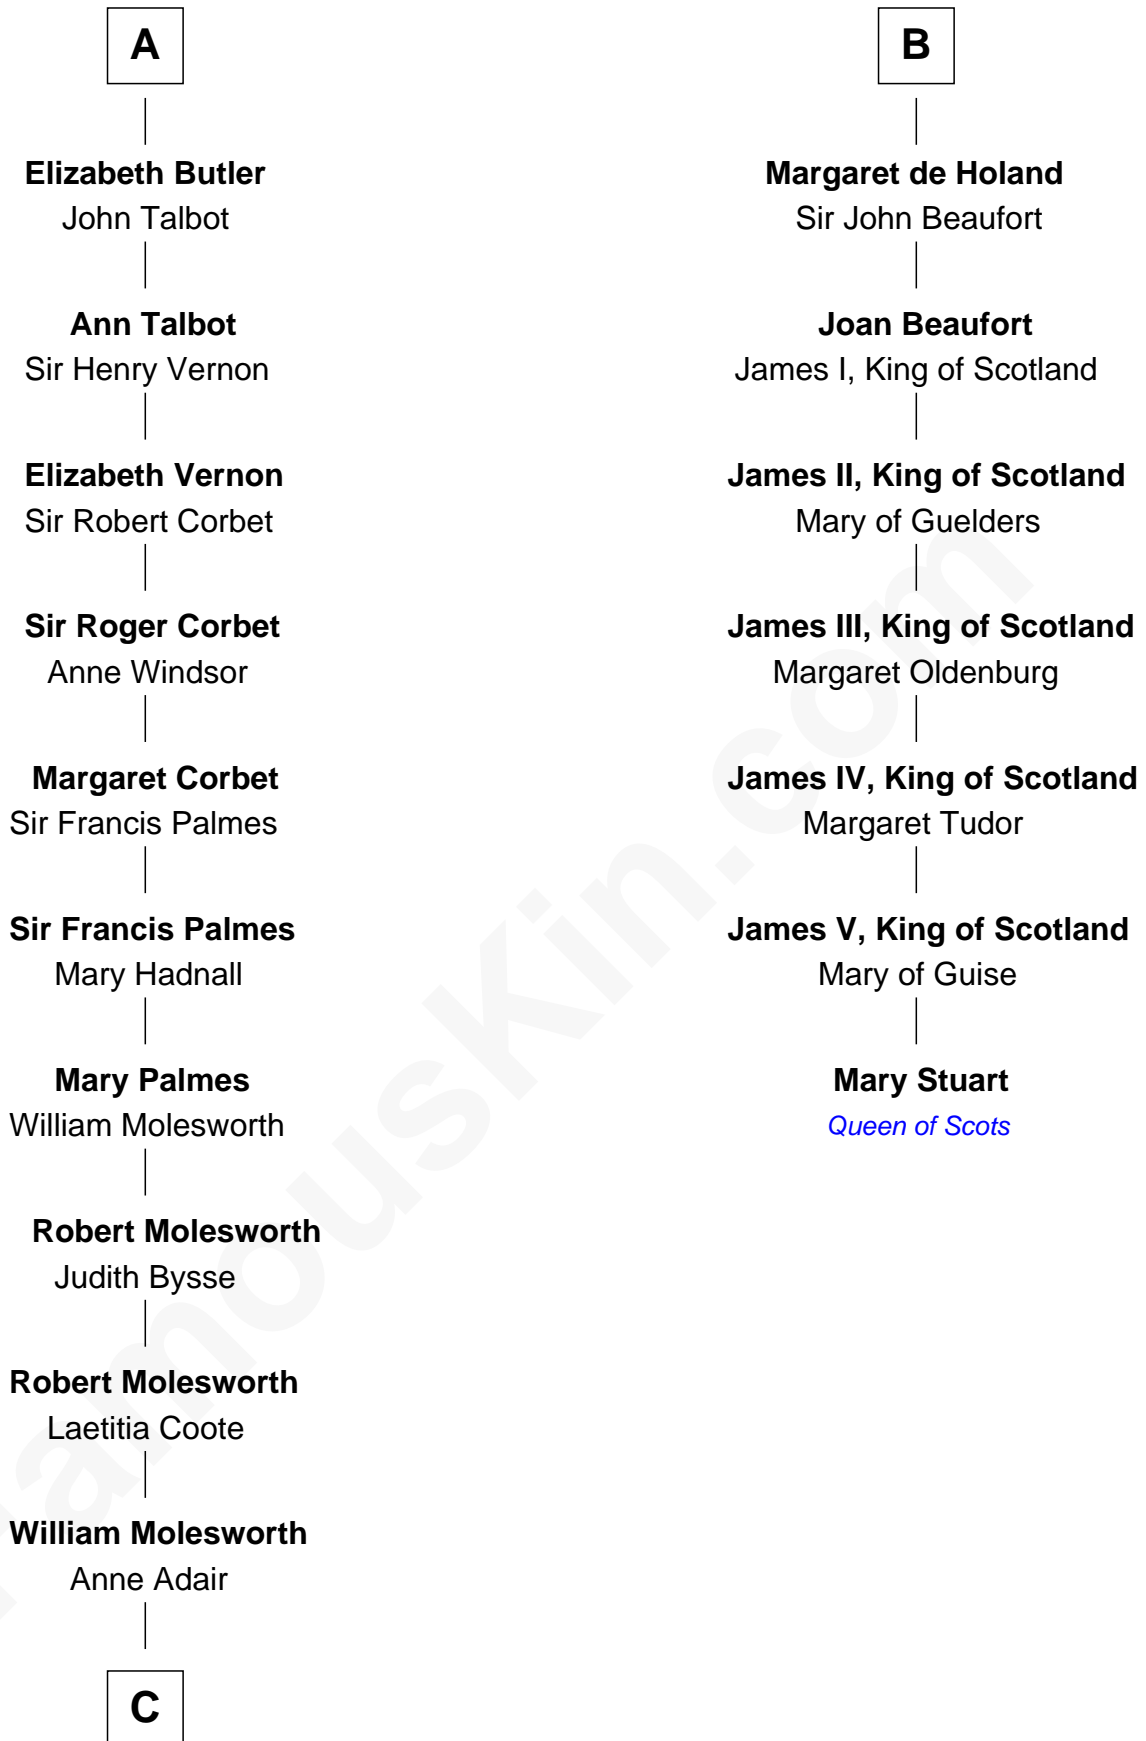 A
Elizabeth Butler
John Talbot
Ann Talbot
Sir Henry Vernon
Elizabeth Vernon
Sir Robert Corbet
Sir Roger Corbet
Anne Windsor
Margaret Corbet
Sir Francis Palmes
Sir Francis Palmes
Mary Hadnall
Mary Palmes
William Molesworth
Robert Molesworth
Judith Bysse
Robert Molesworth
Laetitia Coote
William Molesworth
Anne Adair
C
B
Margaret de Holand
Sir John Beaufort
Joan Beaufort
James I, King of Scotland
James II, King of Scotland
Mary of Guelders
James III, King of Scotland
Margaret Oldenburg
James IV, King of Scotland
Margaret Tudor
James V, King of Scotland
Mary of Guise
Mary Stuart
Queen of Scots
FamousKin.com